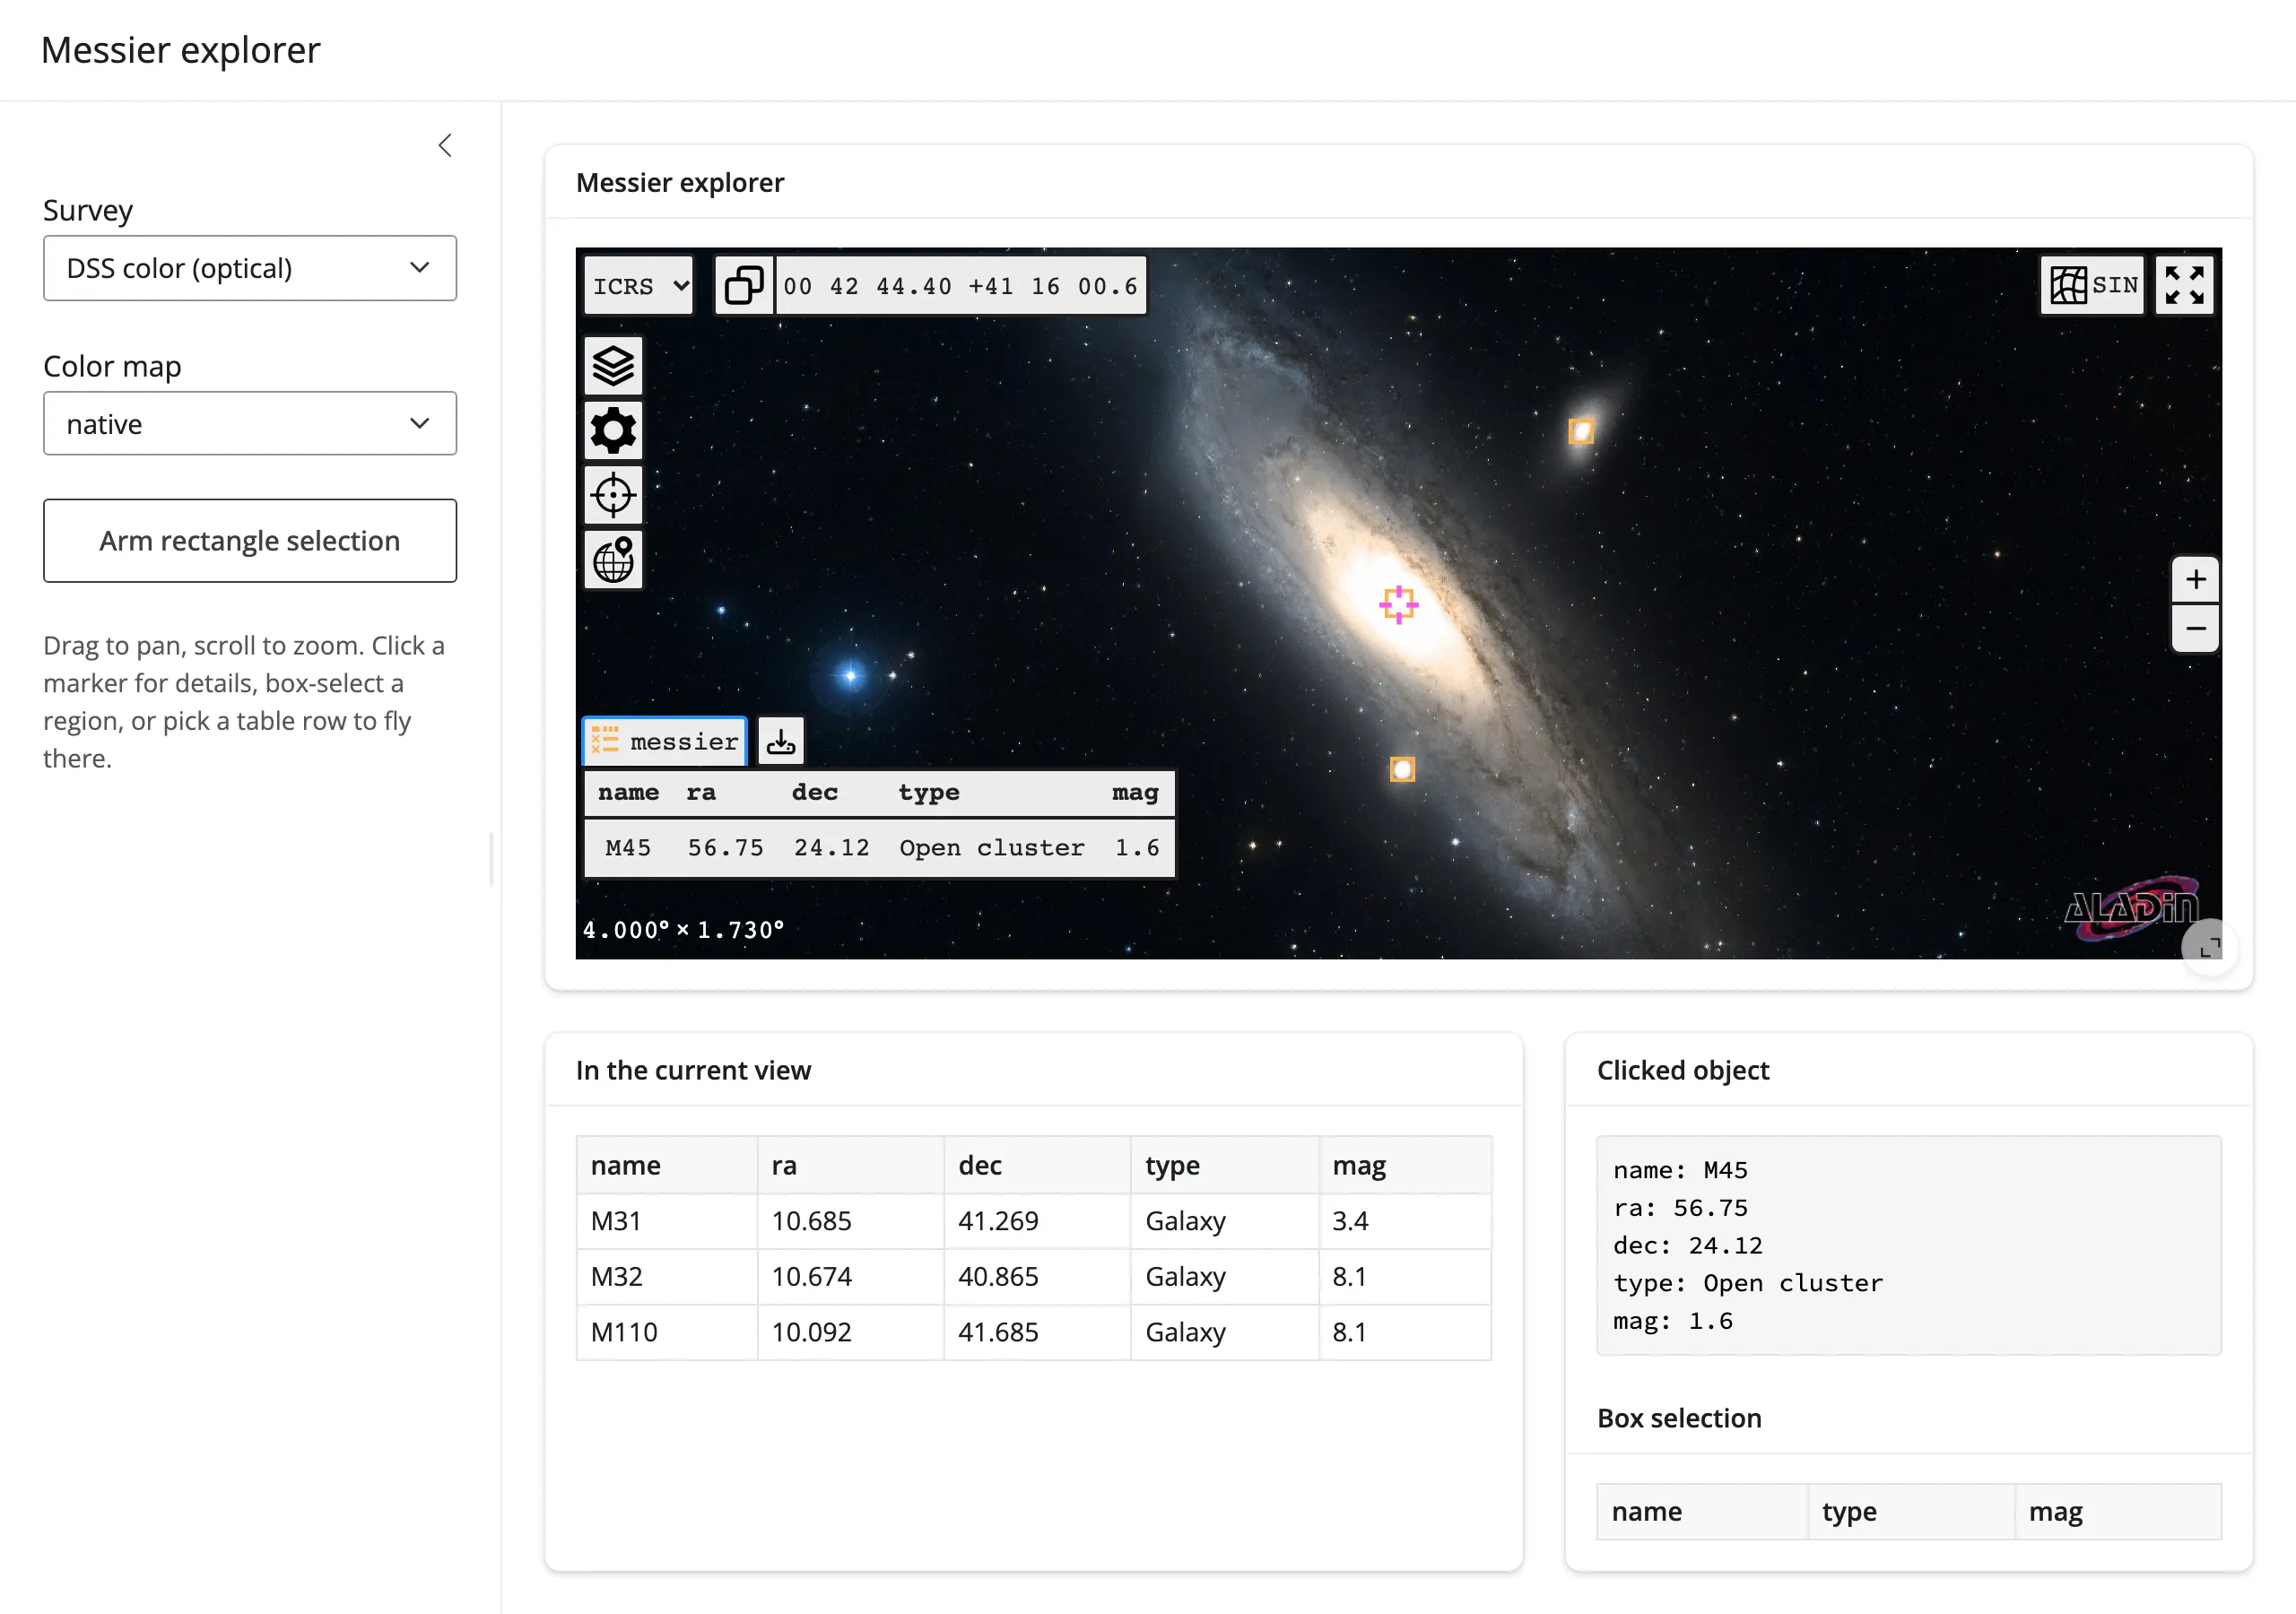 Messier explorer
Survey
DSS color (optical)
Color map
native
Arm rectangle selection
Drag to pan, scroll to zoom. Click a
marker for details, box-select a
region, or pick a table row to fly
there.
Messier explorer
ICRS 00 42 44.40 +41 16 00.6 SIN
+
−
messier
name ra dec type mag
M45 56.75 24.12 Open cluster 1.6
4.000° × 1.730°
ALADIN
In the current view
name ra dec type mag
M31 10.685 41.269 Galaxy 3.4
M32 10.674 40.865 Galaxy 8.1
M110 10.092 41.685 Galaxy 8.1
Clicked object
name: M45
ra: 56.75
dec: 24.12
type: Open cluster
mag: 1.6
Box selection
name type mag